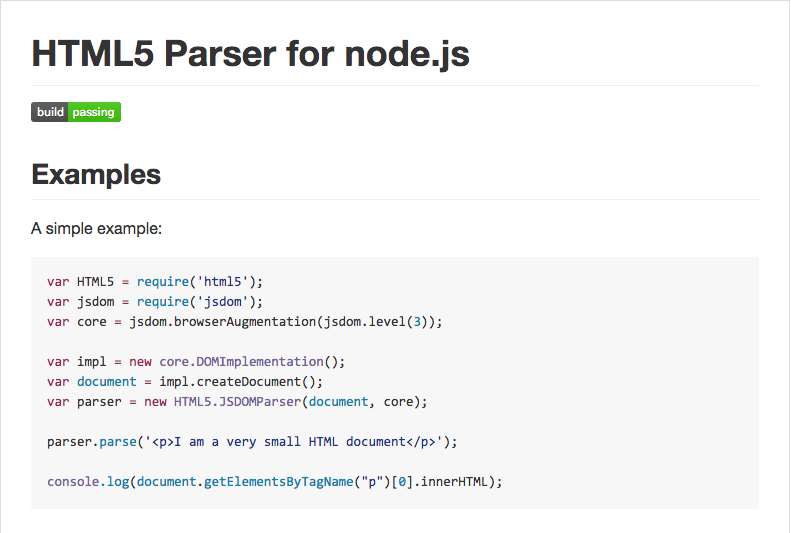 HTML5 Parser for node.js
build passing
Examples
A simple example:
var HTML5 = require('html5');
var jsdom = require('jsdom');
var core = jsdom.browserAugmentation(jsdom.level(3));
var impl = new core.DOMImplementation();
var document = impl.createDocument();
var parser = new HTML5.JSDOMParser(document, core);
parser.parse('<p>I am a very small HTML document</p>');
console.log(document.getElementsByTagName("p")[0].innerHTML);